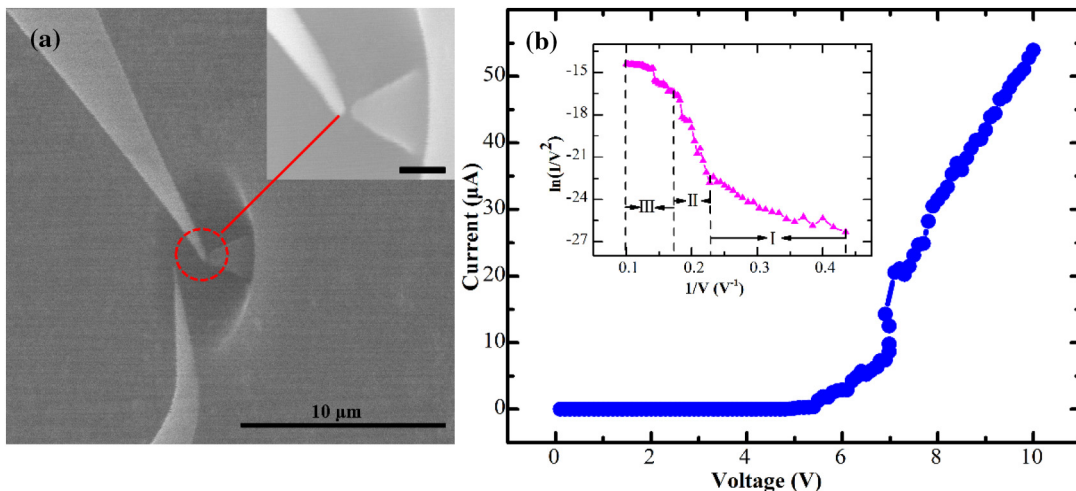 (a)
10 μm
(b)
Current (μA)
50
40
30
20
10
0
0
2
4
6
8
10
Voltage (V)
ln(I/V²)
-15
-18
-21
-24
-27
III
II
I
0.1
0.2
0.3
0.4
1/V (V⁻¹)